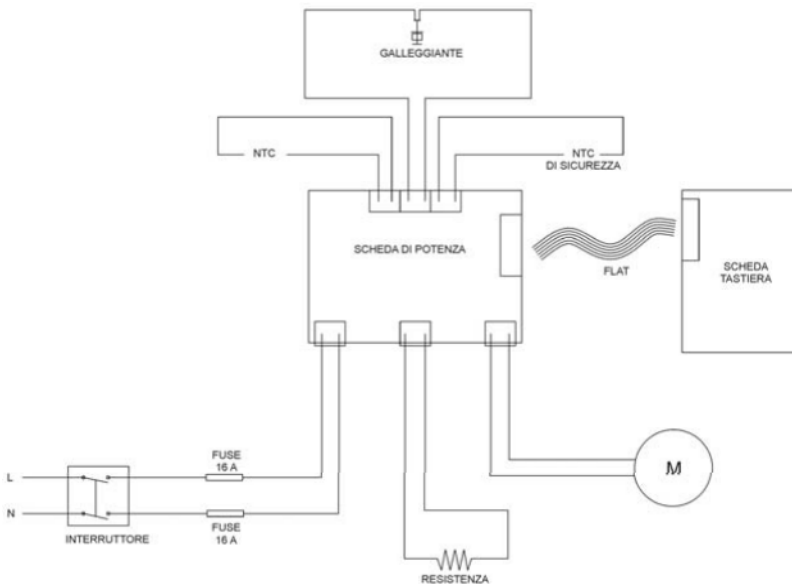 GALLEGGIANTE
NTC
NTC
DI SICUREZZA
SCHEDA DI POTENZA
FLAT
SCHEDA
TASTIERA
FUSE
16 A
L
N
FUSE
16 A
INTERRUTTORE
M
RESISTENZA